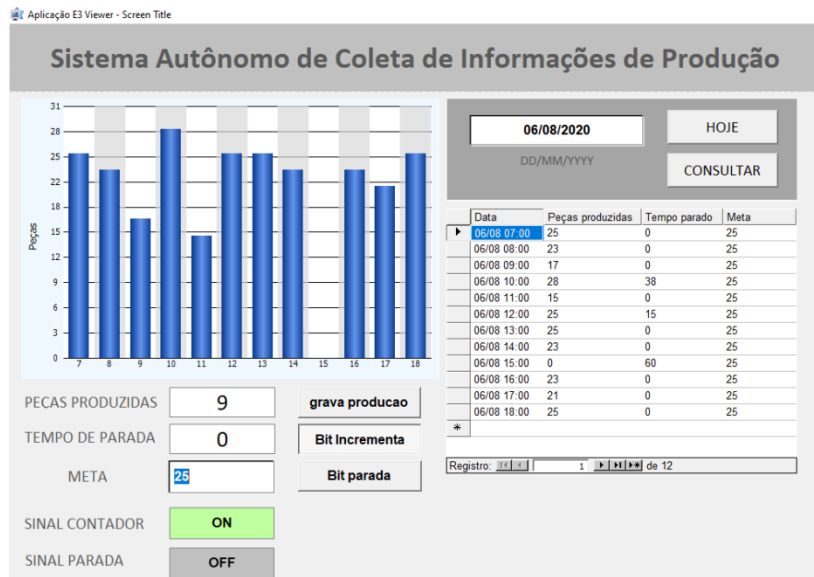 Aplicação E3 Viewer - Screen Title
Sistema Autônomo de Coleta de Informações de Produção
31
28
25
22
18
15
12
9
6
3
0
Peças
7 8 9 10 11 12 13 14 15 16 17 18
06/08/2020
DD/MM/YYYY
HOJE
CONSULTAR
Data Peças produzidas Tempo parado Meta
06/08 07:00 25 0 25
06/08 08:00 23 0 25
06/08 09:00 17 0 25
06/08 10:00 28 38 25
06/08 11:00 15 0 25
06/08 12:00 25 15 25
06/08 13:00 25 0 25
06/08 14:00 23 0 25
06/08 15:00 0 60 25
06/08 16:00 23 0 25
06/08 17:00 21 0 25
06/08 18:00 25 0 25
Registro: 1 de 12
PEÇAS PRODUZIDAS 9 grava producao
TEMPO DE PARADA 0 Bit Incrementa
META 25 Bit parada
SINAL CONTADOR ON
SINAL PARADA OFF